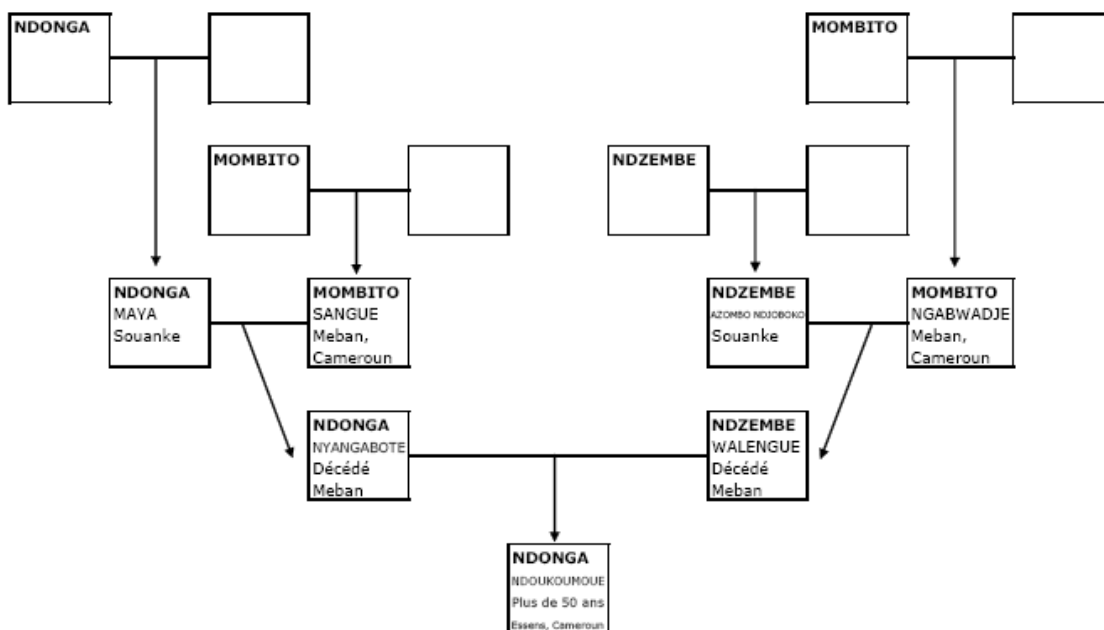 NDONGA
MOMBITO
MOMBITO
NDZEMBE
NDONGA
MAYA
Souanke
MOMBITO
SANGUE
Meban,
Cameroun
NDZEMBE
AZOMBO NDJOBOKO
Souanke
MOMBITO
NGABWADJE
Meban,
Cameroun
NDONGA
NYANGABOTE
Décédé
Meban
NDZEMBE
WALENGUE
Décédé
Meban
NDONGA
NDOUKOUMOUE
Plus de 50 ans
Essens, Cameroun